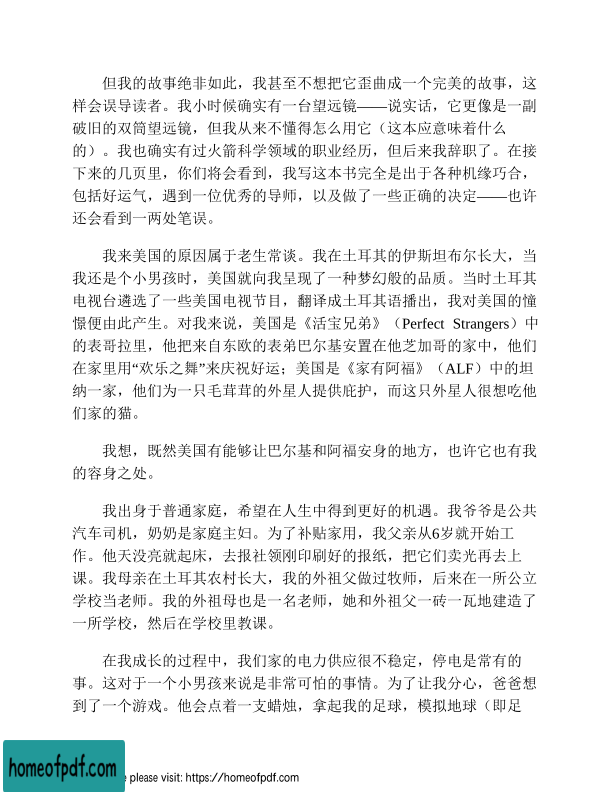 但我的故事绝非如此，我甚至不想把它歪曲成一个完美的故事，这
样会误导读者。我小时候确实有一台望远镜——说实话，它更像是一副
破旧的双筒望远镜，但我从来不懂得怎么用它（这本应意味着什么
的）。我也确实有过火箭科学领域的职业经历，但后来我辞职了。在接
下来的几页里，你们将会看到，我写这本书完全是出于各种机缘巧合，
包括好运气，遇到一位优秀的导师，以及做了一些正确的决定——也许
还会看到一两处笔误。
我来美国的原因属于老生常谈。我在土耳其的伊斯坦布尔长大，当
我还是个小男孩时，美国就向我呈现了一种梦幻般的品质。当时土耳其
电视台遴选了一些美国电视节目，翻译成土耳其语播出，我对美国的憧
憬便由此产生。对我来说，美国是《活宝兄弟》（Perfect Strangers）中
的表哥拉里，他把来自东欧的表弟巴尔基安置在他芝加哥的家中，他们
在家里用“欢乐之舞”来庆祝好运；美国是《家有阿福》（ALF）中的坦
纳一家，他们为一只毛茸茸的外星人提供庇护，而这只外星人很想吃他
们家的猫。
我想，既然美国有能够让巴尔基和阿福安身的地方，也许它也有我
的容身之处。
我出身于普通家庭，希望在人生中得到更好的机遇。我爷爷是公共
汽车司机，奶奶是家庭主妇。为了补贴家用，我父亲从6岁就开始工
作。他天没亮就起床，去报社领刚印刷好的报纸，把它们卖光再去上
课。我母亲在土耳其农村长大，我的外祖父做过牧师，后来在一所公立
学校当老师。我的外祖母也是一名老师，她和外祖父一砖一瓦地建造了
一所学校，然后在学校里教课。
在我成长的过程中，我们家的电力供应很不稳定，停电是常有的
事。这对于一个小男孩来说是非常可怕的事情。为了让我分心，爸爸想
到了一个游戏。他会点着一支蜡烛，拿起我的足球，模拟地球（即足
homeofpdf.com
e please visit: https://homeofpdf.com